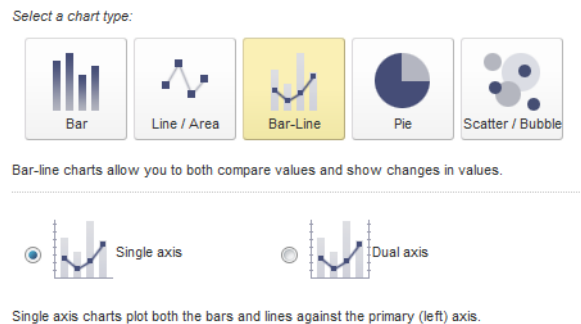 Select a chart type:
Bar Line / Area Bar-Line Pie Scatter / Bubble
Bar-line charts allow you to both compare values and show changes in values.
Single axis Dual axis
Single axis charts plot both the bars and lines against the primary (left) axis.